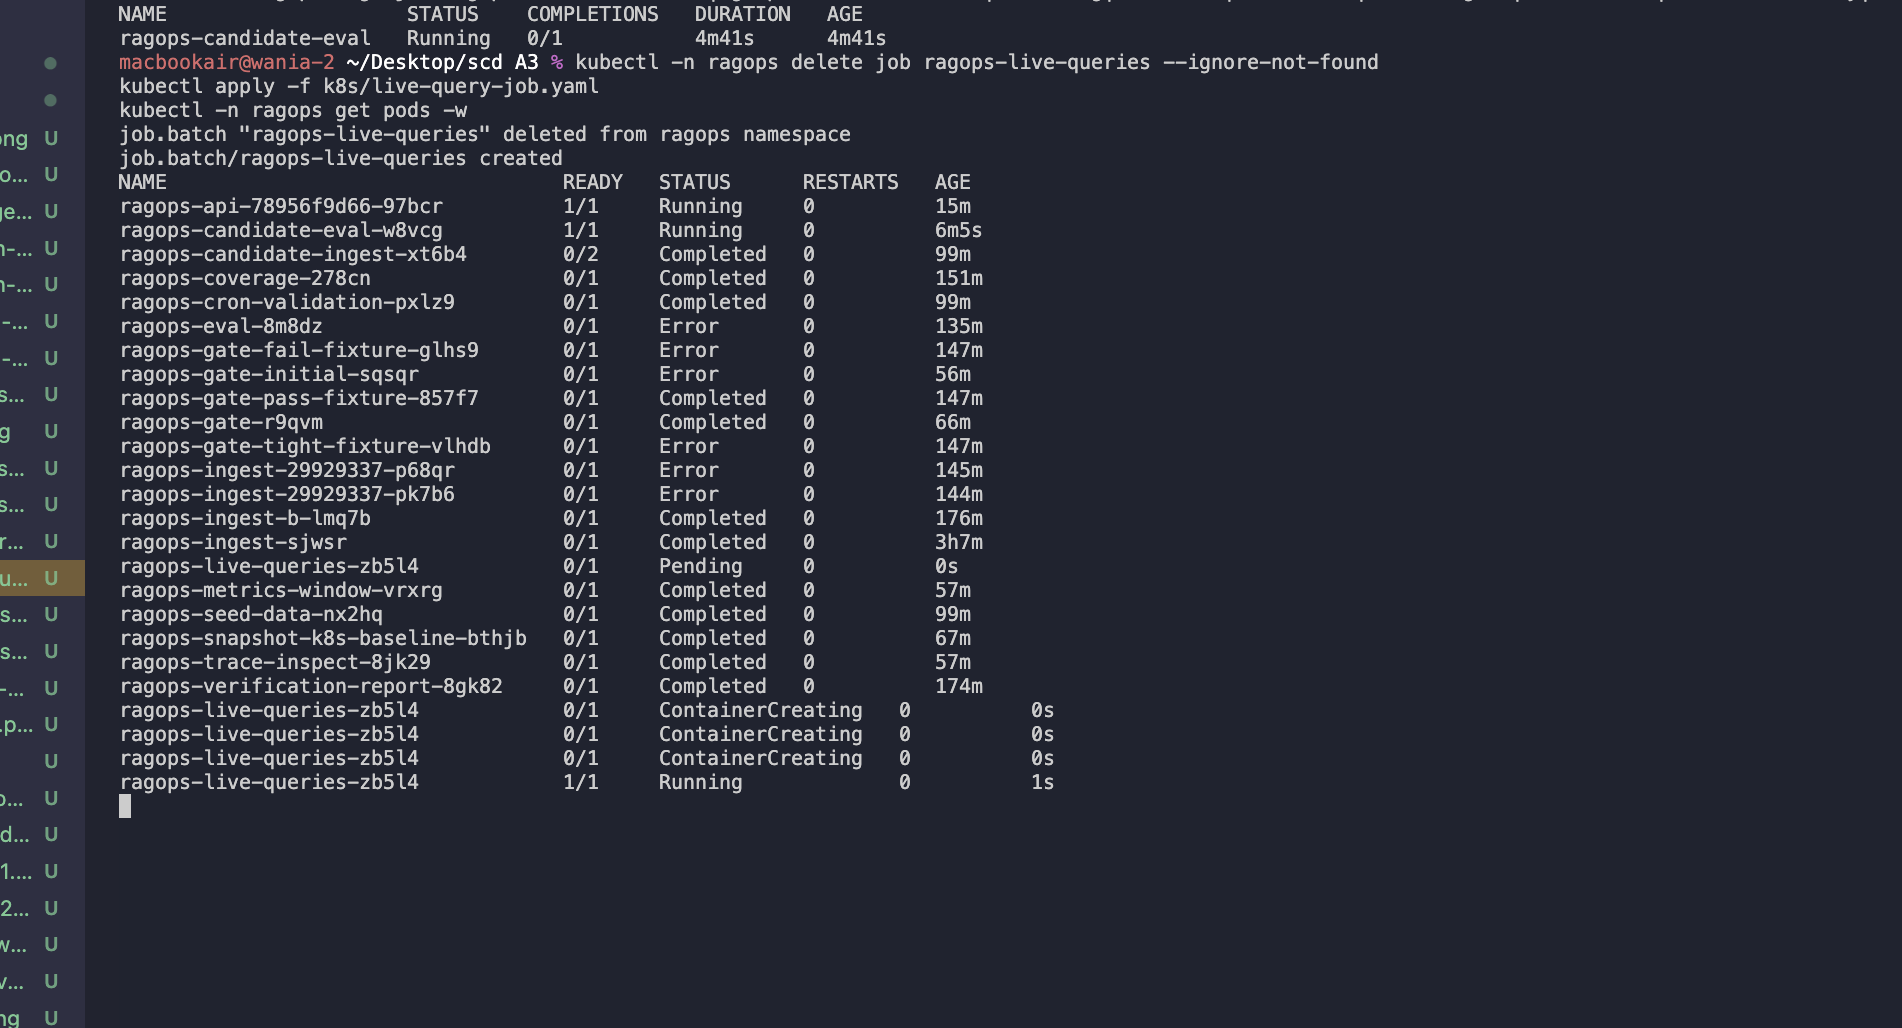 NAME STATUS COMPLETIONS DURATION AGE
ragops-candidate-eval Running 0/1 4m41s 4m41s
macbookair@wania-2 ~/Desktop/scd A3 % kubectl -n ragops delete job ragops-live-queries --ignore-not-found
kubectl apply -f k8s/live-query-job.yaml
kubectl -n ragops get pods -w
job.batch "ragops-live-queries" deleted from ragops namespace
job.batch/ragops-live-queries created
NAME READY STATUS RESTARTS AGE
ragops-api-78956f9d66-97bcr 1/1 Running 0 15m
ragops-candidate-eval-w8vcg 1/1 Running 0 6m5s
ragops-candidate-ingest-xt6b4 0/2 Completed 0 99m
ragops-coverage-278cn 0/1 Completed 0 151m
ragops-cron-validation-pxlz9 0/1 Completed 0 99m
ragops-eval-8m8dz 0/1 Error 0 135m
ragops-gate-fail-fixture-glhs9 0/1 Error 0 147m
ragops-gate-initial-sqsqr 0/1 Error 0 56m
ragops-gate-pass-fixture-857f7 0/1 Completed 0 147m
ragops-gate-r9qvm 0/1 Completed 0 66m
ragops-gate-tight-fixture-vlhdb 0/1 Error 0 147m
ragops-ingest-29929337-p68qr 0/1 Error 0 145m
ragops-ingest-29929337-pk7b6 0/1 Error 0 144m
ragops-ingest-b-lmq7b 0/1 Completed 0 176m
ragops-ingest-sjwsr 0/1 Completed 0 3h7m
ragops-live-queries-zb5l4 0/1 Pending 0 0s
ragops-metrics-window-vrxrg 0/1 Completed 0 57m
ragops-seed-data-nx2hq 0/1 Completed 0 99m
ragops-snapshot-k8s-baseline-bthjb 0/1 Completed 0 67m
ragops-trace-inspect-8jk29 0/1 Completed 0 57m
ragops-verification-report-8gk82 0/1 Completed 0 174m
ragops-live-queries-zb5l4 0/1 ContainerCreating 0 0s
ragops-live-queries-zb5l4 0/1 ContainerCreating 0 0s
ragops-live-queries-zb5l4 0/1 ContainerCreating 0 0s
ragops-live-queries-zb5l4 1/1 Running 0 1s